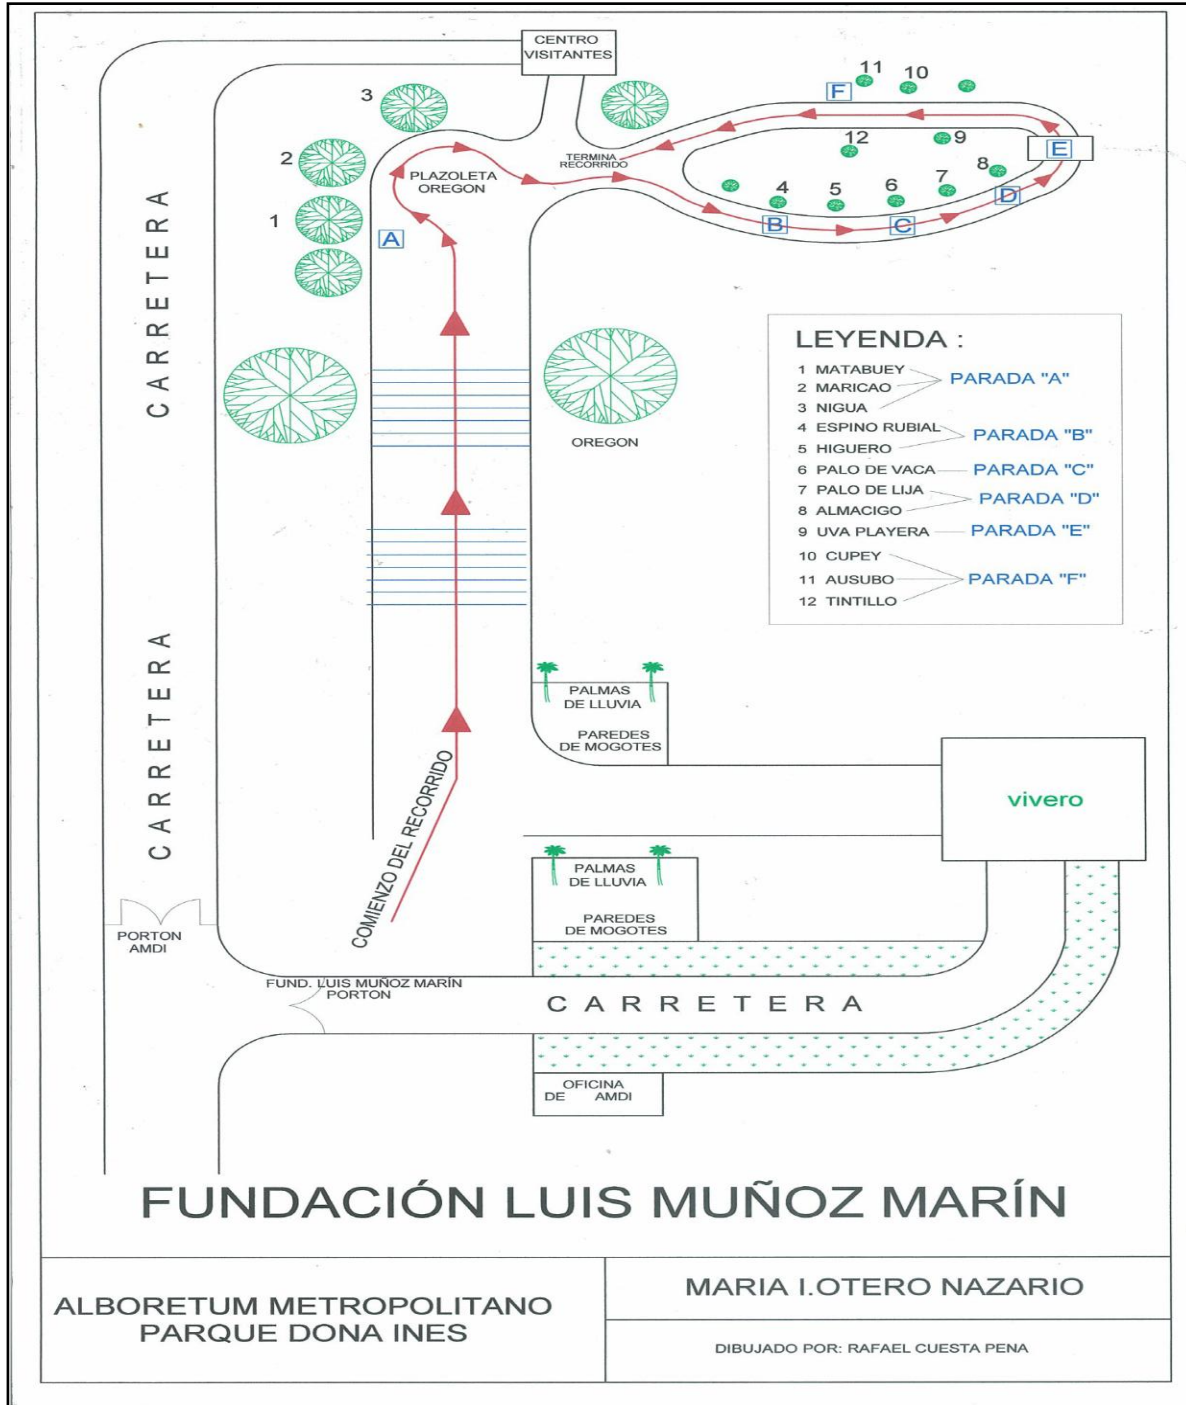 CENTRO
VISITANTES
11
10
F
3
12
9
E
TERMINA
RECORRIDO
2
PLAZOLETA
OREGON
8
7
D
6
5
4
1
B
C
A
CARRETERA
LEYENDA :
1 MATABUEY
2 MARICAO
3 NIGUA
PARADA "A"
4 ESPINO RUBIAL
5 HIGUERO
PARADA "B"
6 PALO DE VACA
PARADA "C"
7 PALO DE LIJA
8 ALMACIGO
PARADA "D"
9 UVA PLAYERA
PARADA "E"
10 CUPEY
11 AUSUBO
12 TINTILLO
PARADA "F"
OREGON
CARRETERA
PALMAS
DE LLUVIA
PAREDES
DE MOGOTES
vivero
COMIENZO DEL RECORRIDO
PALMAS
DE LLUVIA
PAREDES
DE MOGOTES
PORTON
AMDI
FUND. LUIS MUÑOZ MARÍN
PORTON
CARRETERA
OFICINA
DE AMDI
FUNDACIÓN LUIS MUÑOZ MARÍN
ALBORETUM METROPOLITANO
PARQUE DONA INES
MARIA I.OTERO NAZARIO
DIBUJADO POR: RAFAEL CUESTA PENA